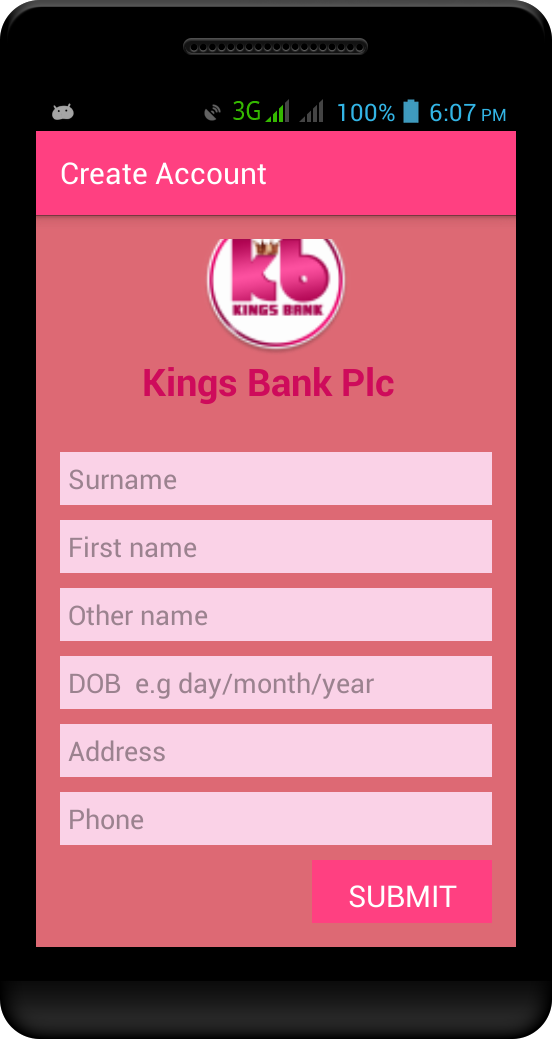 3G 100% 6:07 PM
Create Account
kb
KINGS BANK
Kings Bank Plc
Surname
First name
Other name
DOB  e.g day/month/year
Address
Phone
SUBMIT